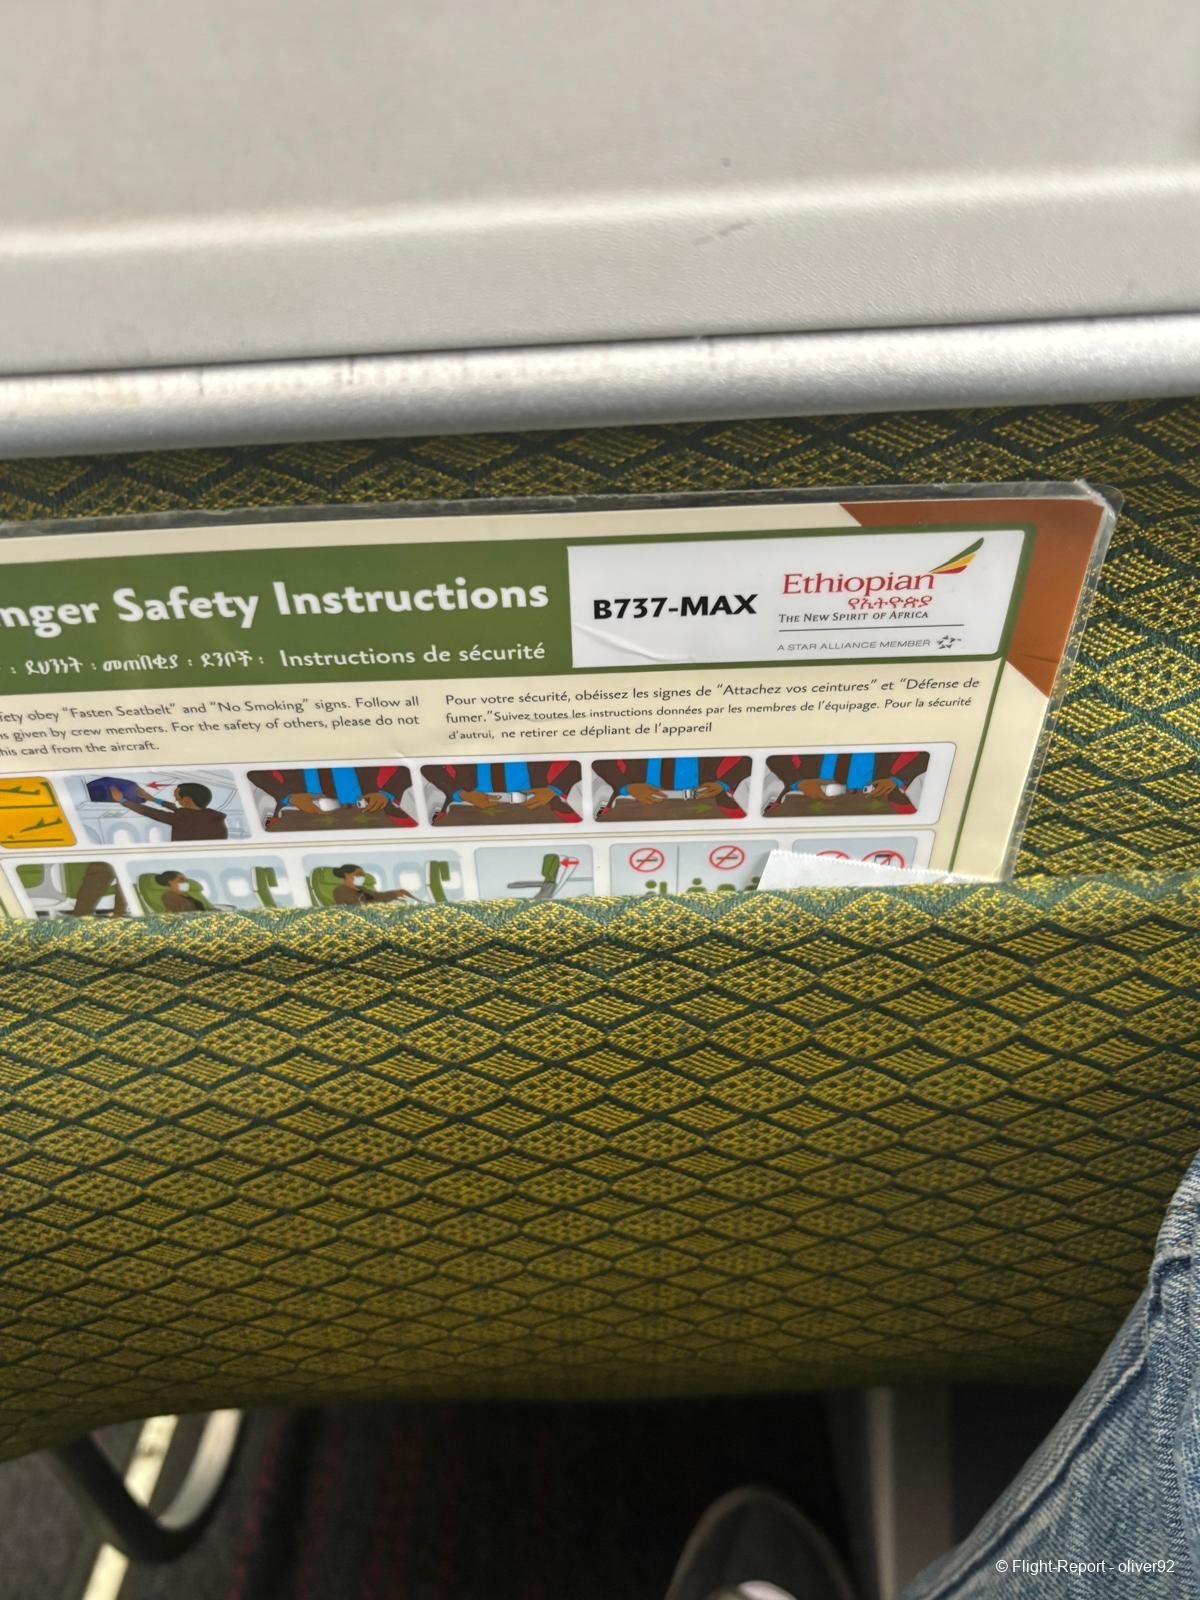 nger Safety Instructions
: ደህንነት : መጠበቂያ : ደንቦች : Instructions de sécurité
B737-MAX
Ethiopian
የኢትዮጵያ
THE NEW SPIRIT OF AFRICA
A STAR ALLIANCE MEMBER
fety obey “Fasten Seatbelt” and “No Smoking” signs. Follow all
ns given by crew members. For the safety of others, please do not
his card from the aircraft.
Pour votre sécurité, obéissez les signes de “Attachez vos ceintures” et “Défense de
fumer.”Suivez toutes les instructions données par les membres de l’équipage. Pour la sécurité
d’autrui, ne retirer ce dépliant de l’appareil
© Flight-Report - oliver92